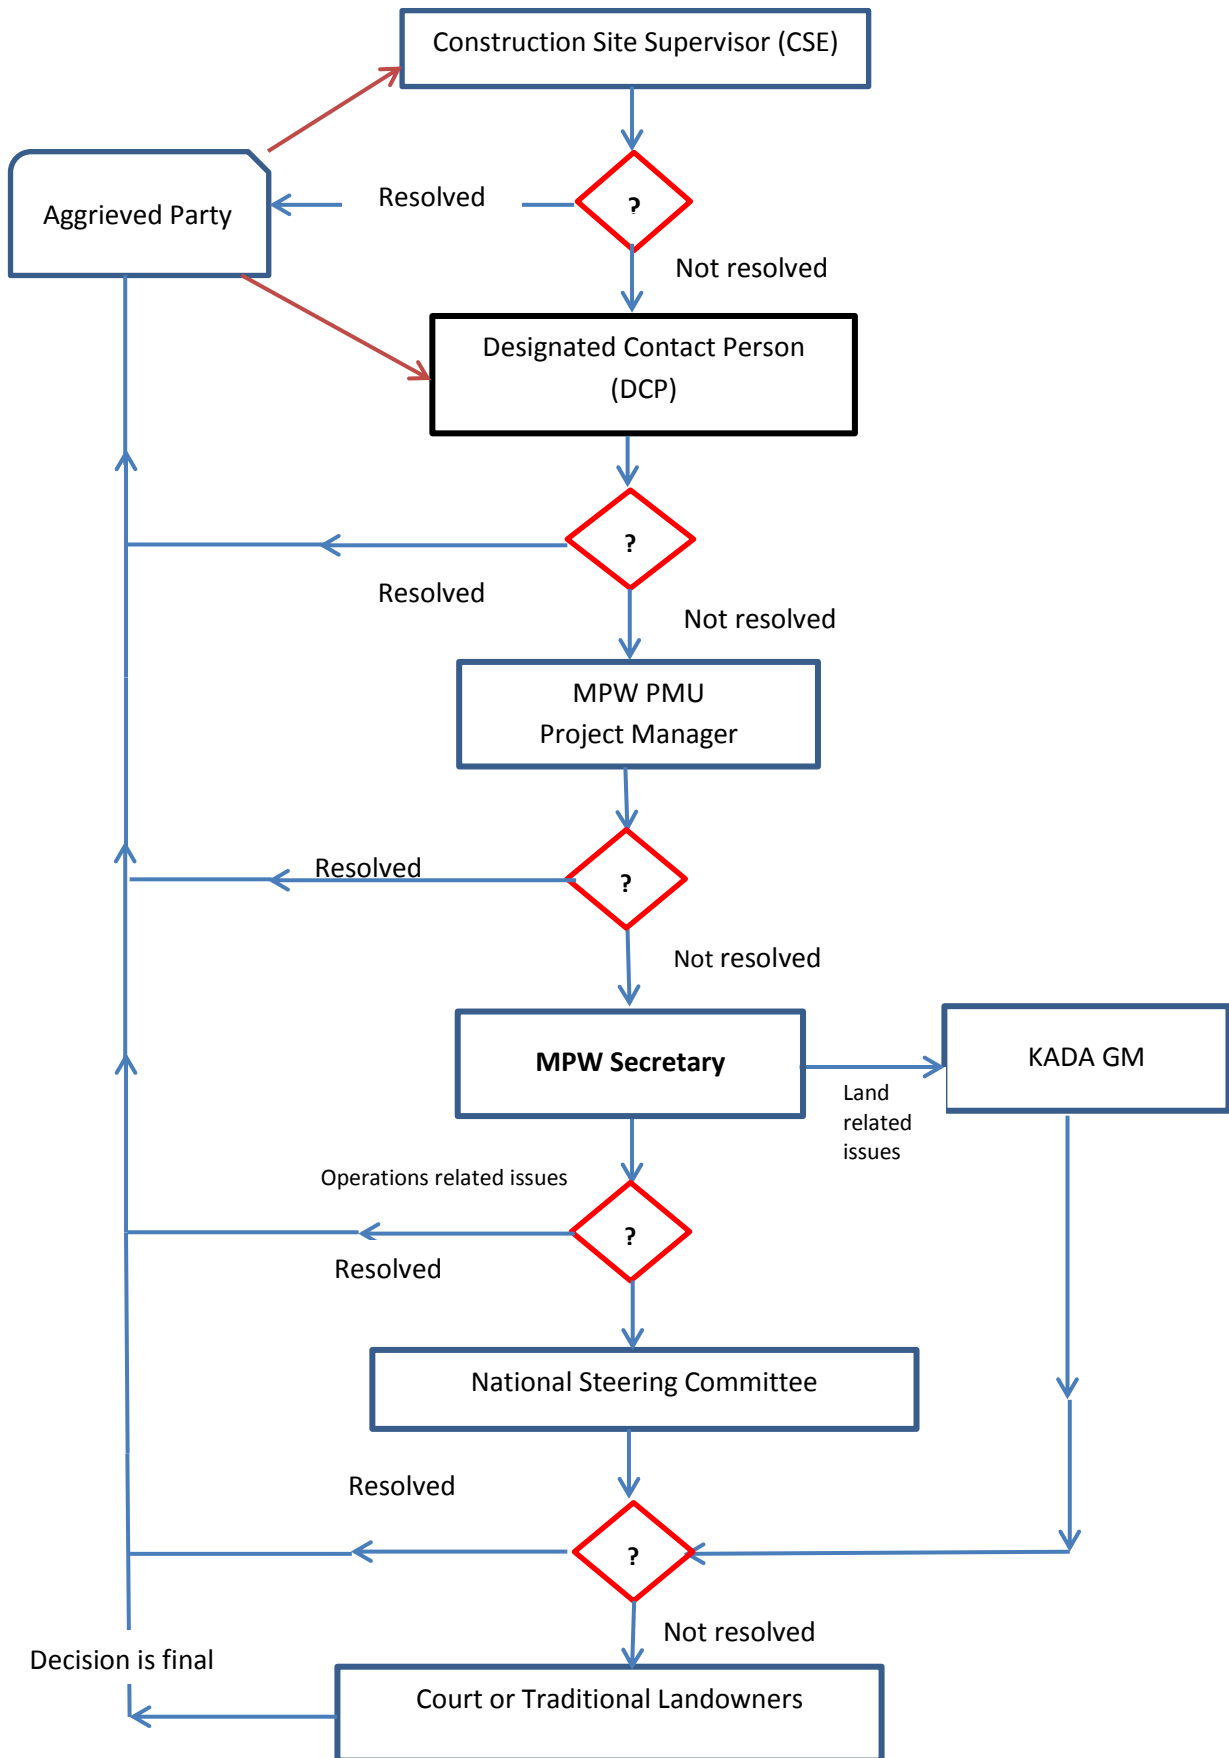 Construction Site Supervisor (CSE)
Aggrieved Party
Resolved
?
Not resolved
Designated Contact Person
(DCP)
?
Resolved
Not resolved
MPW PMU
Project Manager
Resolved
?
Not resolved
MPW Secretary
KADA GM
Land
related
issues
Operations related issues
?
Resolved
National Steering Committee
Resolved
?
Not resolved
Decision is final
Court or Traditional Landowners